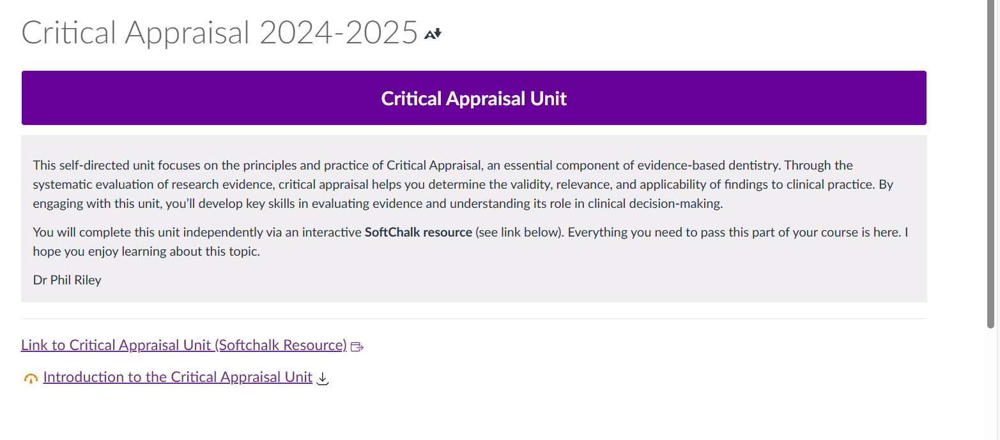 Critical Appraisal 2024-2025
Critical Appraisal Unit
This self-directed unit focuses on the principles and practice of Critical Appraisal, an essential component of evidence-based dentistry. Through the
systematic evaluation of research evidence, critical appraisal helps you determine the validity, relevance, and applicability of findings to clinical practice. By
engaging with this unit, you’ll develop key skills in evaluating evidence and understanding its role in clinical decision-making.
You will complete this unit independently via an interactive SoftChalk resource (see link below). Everything you need to pass this part of your course is here. I
hope you enjoy learning about this topic.
Dr Phil Riley
Link to Critical Appraisal Unit (Softchalk Resource)
Introduction to the Critical Appraisal Unit